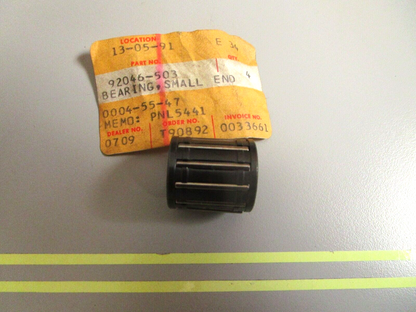 LOCATION
13-05-91 E 34
PART NO. QTY.
92046-503 4
BEARING,SMALL END
0004-55-47
MEMO: PNL5441
DEALER NO. ORDER NO. INVOICE NO.
0709 T90892 0033661